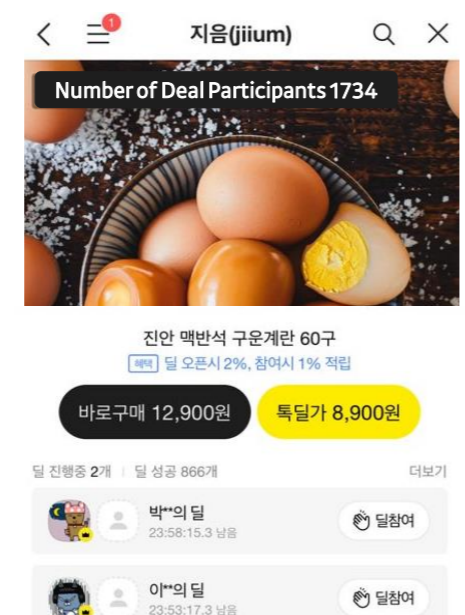 1
지음(jiium)
Number of Deal Participants 1734
진안 맥반석 구운계란 60구
혜택 딜 오픈시 2%, 참여시 1% 적립
바로구매 12,900원
톡딜가 8,900원
딜 진행중 2개 | 딜 성공 866개
더보기
박**의 딜
23:58:15.3 남음
딜참여
이**의 딜
23:53:17.3 남음
딜참여